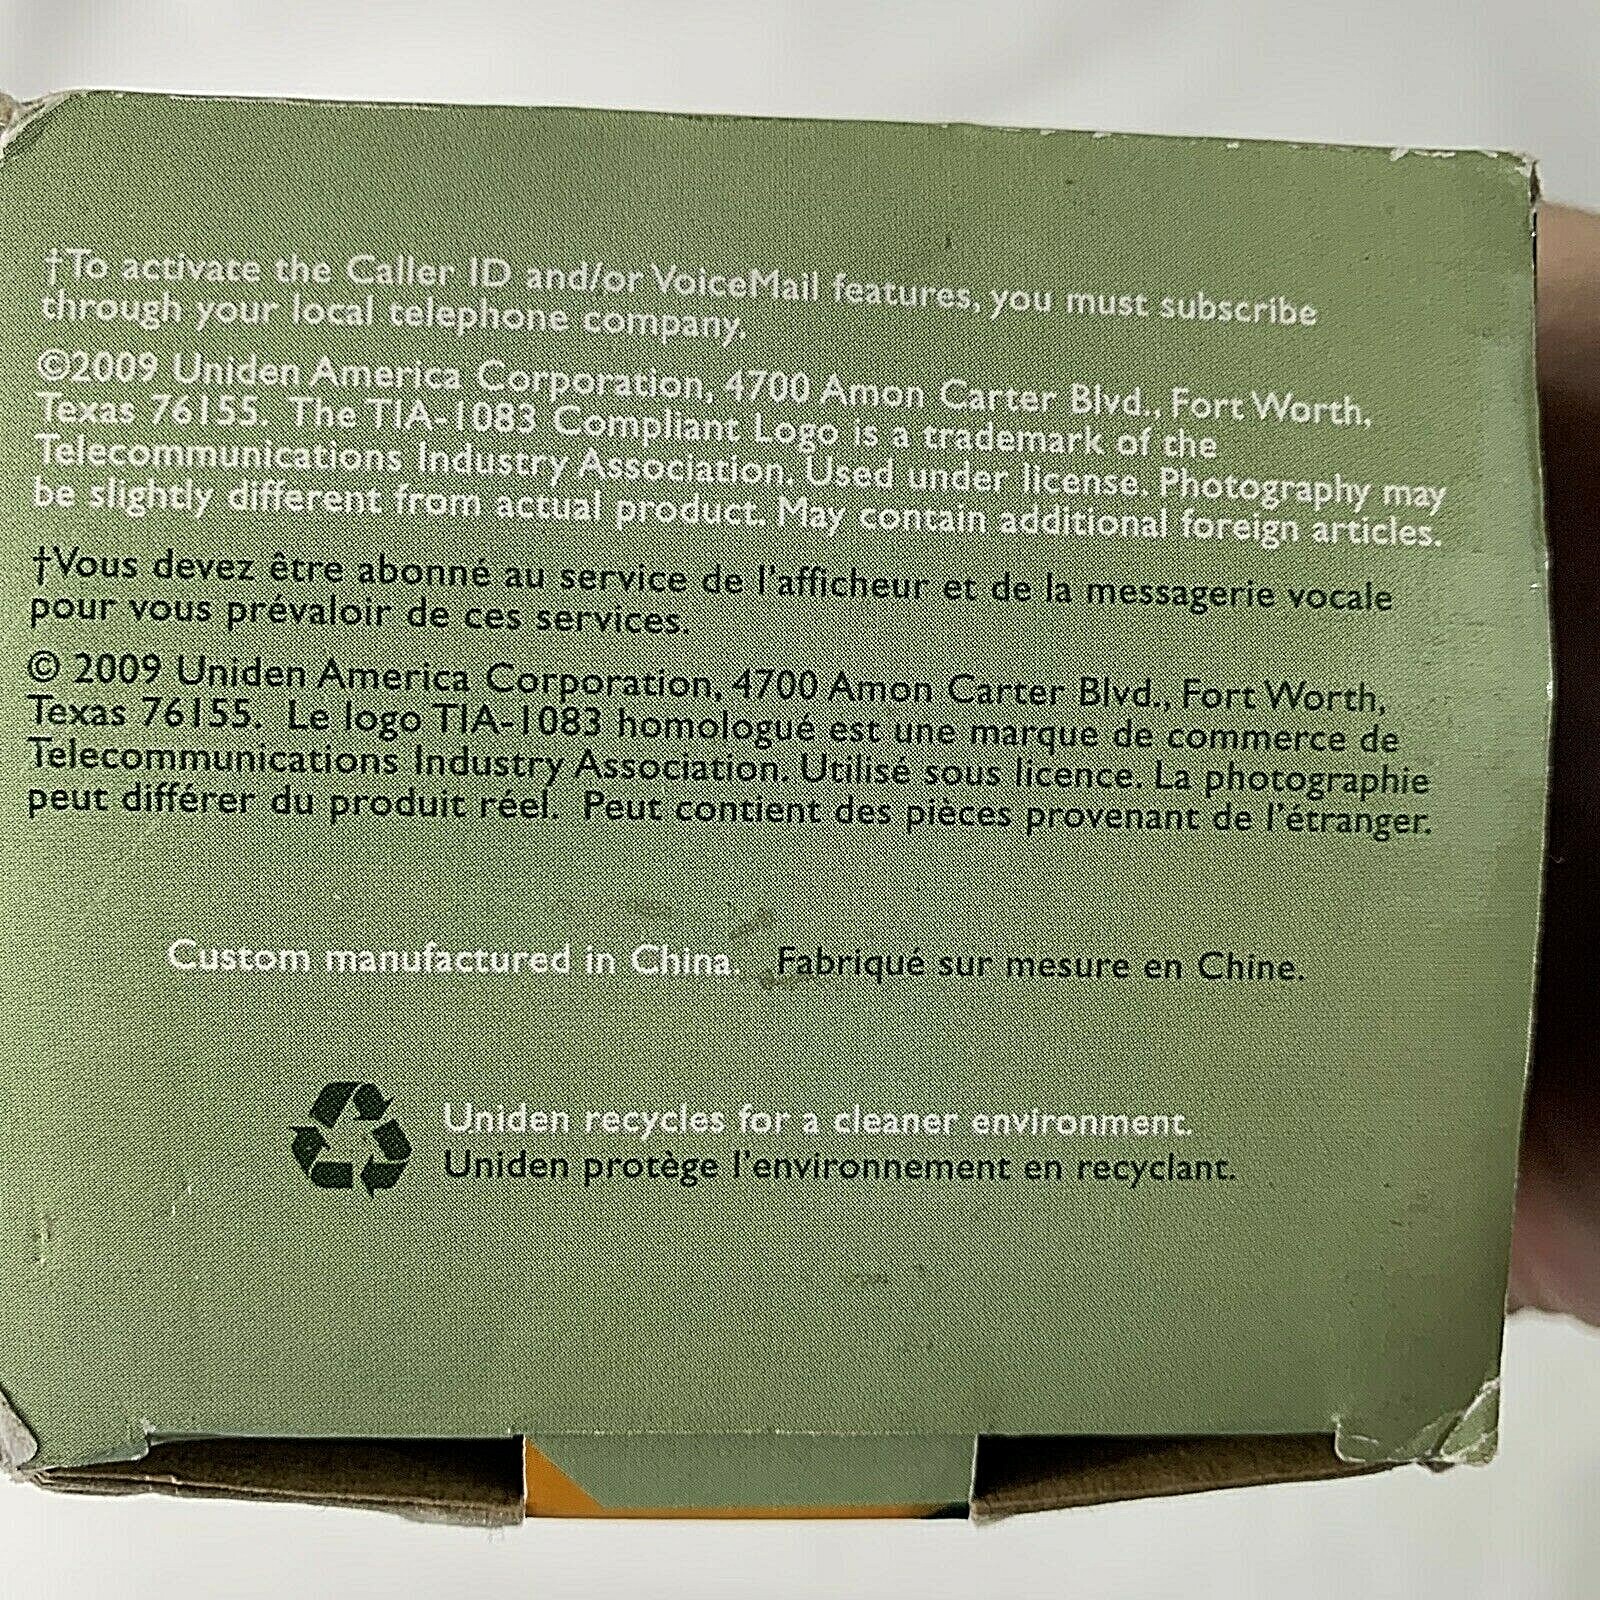 †To activate the Caller ID and/or VoiceMail features, you must subscribe
through your local telephone company.
©2009 Uniden America Corporation, 4700 Amon Carter Blvd., Fort Worth,
Texas 76155. The TIA-1083 Compliant Logo is a trademark of the
Telecommunications Industry Association. Used under license. Photography may
be slightly different from actual product. May contain additional foreign articles.
†Vous devez être abonné au service de l'afficheur et de la messagerie vocale
pour vous prévaloir de ces services.
© 2009 Uniden America Corporation, 4700 Amon Carter Blvd., Fort Worth,
Texas 76155. Le logo TIA-1083 homologué est une marque de commerce de
Telecommunications Industry Association. Utilisé sous licence. La photographie
peut différer du produit réel. Peut contient des pièces provenant de l'étranger.
Custom manufactured in China. Fabriqué sur mesure en Chine.
Uniden recycles for a cleaner environment.
Uniden protège l'environnement en recyclant.